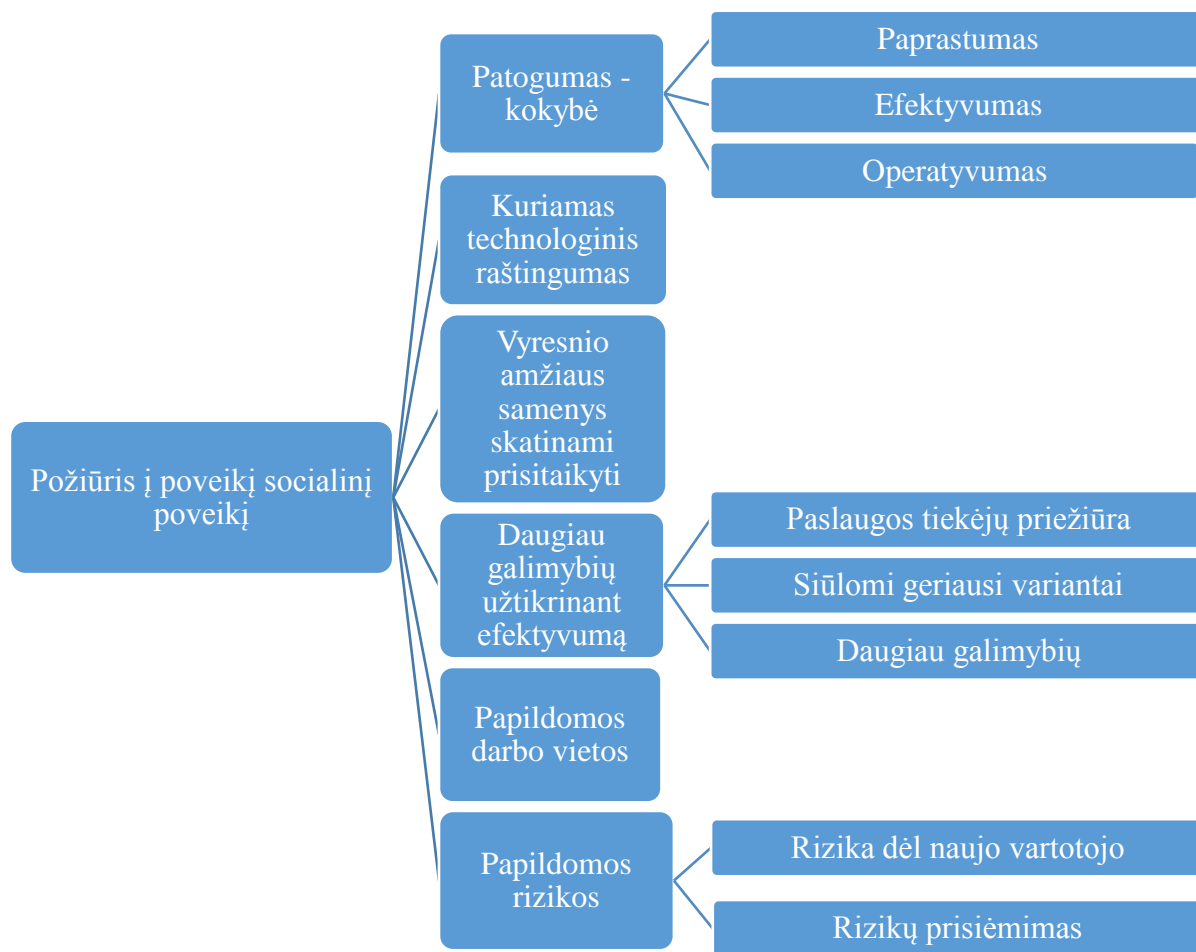 Požiūris į poveikį socialinį
poveikį
Patogumas -
kokybė
Paprastumas
Efektyvumas
Operatyvumas
Kuriamas
technologinis
raštingumas
Vyresnio
amžiaus
samenys
skatinami
prisitaikyti
Daugiau
galimybių
užtikrinant
efektyvumą
Paslaugos tiekėjų priežiūra
Siūlomi geriausi variantai
Daugiau galimybių
Papildomos
darbo vietos
Papildomos
rizikos
Rizika dėl naujo vartotojo
Rizikų prisiėmimas